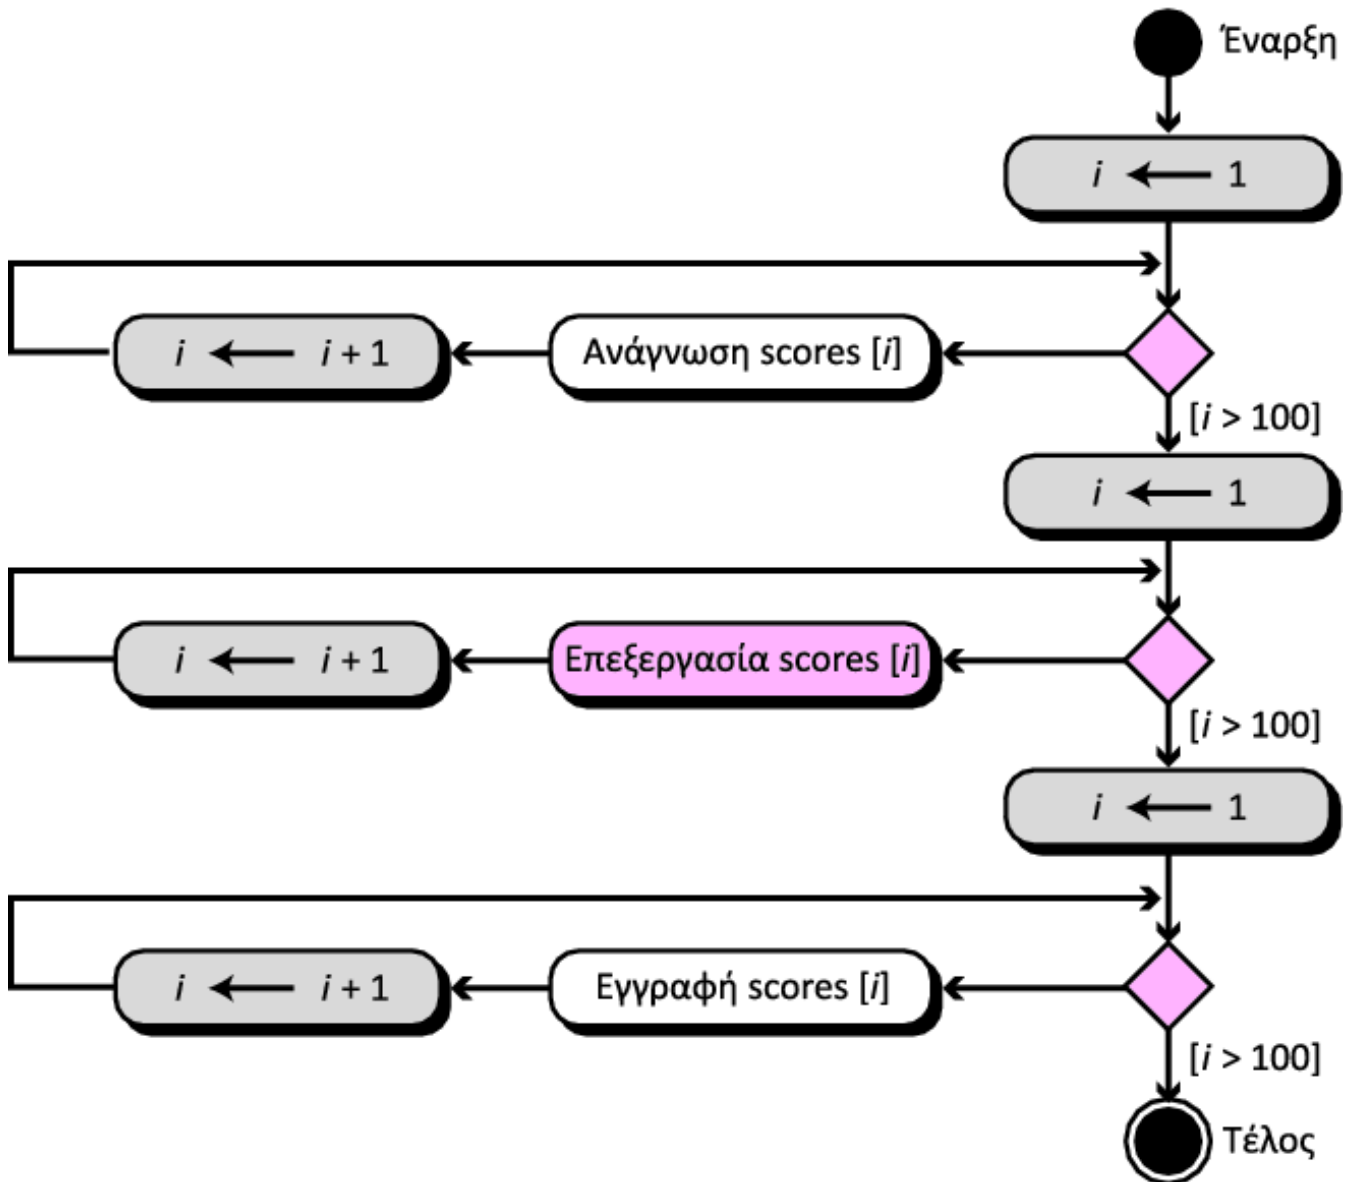 Έναρξη
i ← 1
i ← i + 1
Ανάγνωση scores [i]
[i > 100]
i ← 1
i ← i + 1
Επεξεργασία scores [i]
[i > 100]
i ← 1
i ← i + 1
Εγγραφή scores [i]
[i > 100]
Τέλος